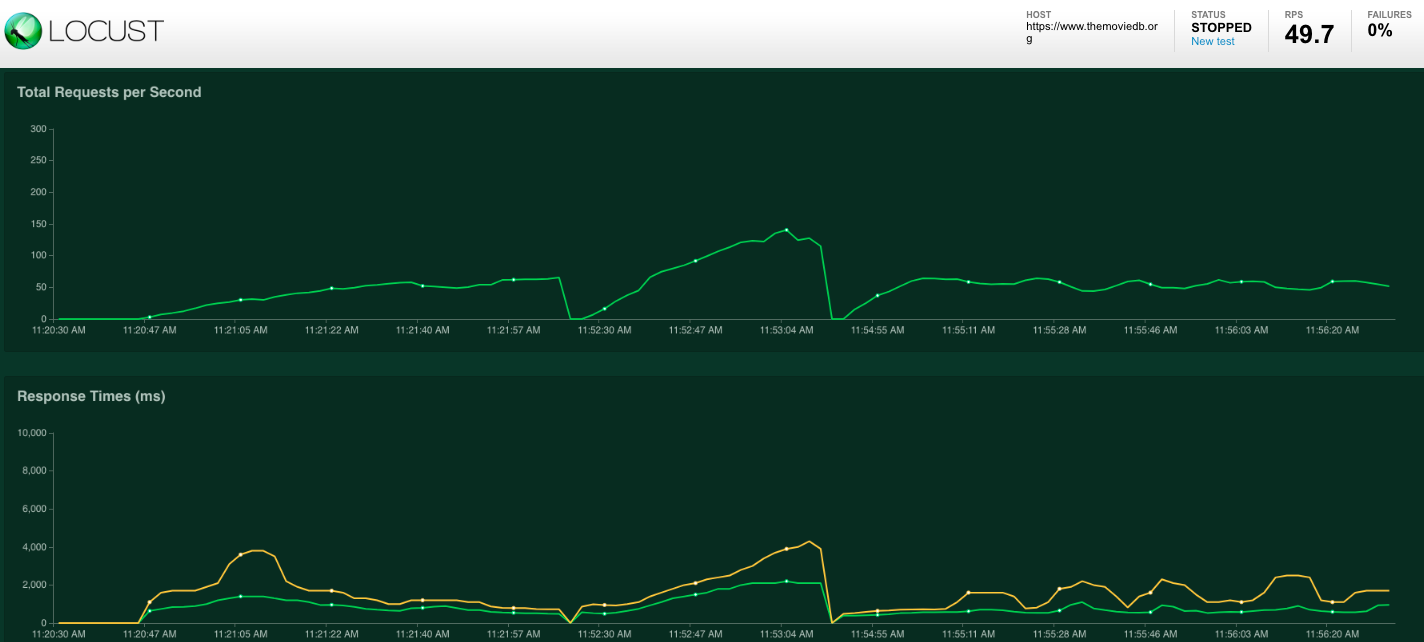 LOCUST
HOST
https://www.themoviedb.or
g
STATUS
STOPPED
New test
RPS
49.7
FAILURES
0%
Total Requests per Second
300
250
200
150
100
50
0
11:20:30 AM 11:20:47 AM 11:21:05 AM 11:21:22 AM 11:21:40 AM 11:21:57 AM 11:52:30 AM 11:52:47 AM 11:53:04 AM 11:54:55 AM 11:55:11 AM 11:55:28 AM 11:55:46 AM 11:56:03 AM 11:56:20 AM
Response Times (ms)
10,000
8,000
6,000
4,000
2,000
0
11:20:30 AM 11:20:47 AM 11:21:05 AM 11:21:22 AM 11:21:40 AM 11:21:57 AM 11:52:30 AM 11:52:47 AM 11:53:04 AM 11:54:55 AM 11:55:11 AM 11:55:28 AM 11:55:46 AM 11:56:03 AM 11:56:20 AM